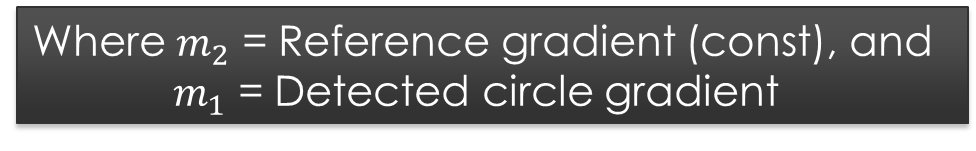 Where m₂ = Reference gradient (const), and
m₁ = Detected circle gradient